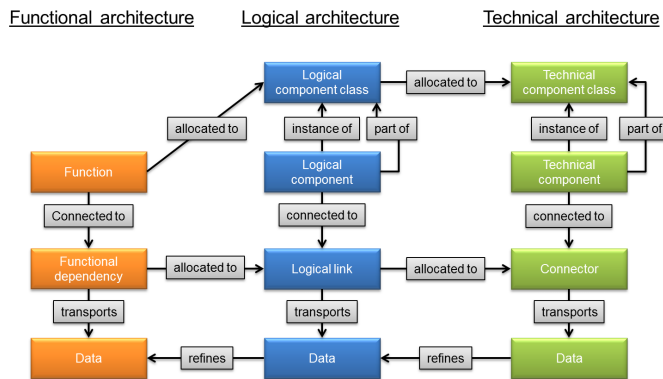 Functional architecture
Logical architecture
Technical architecture
Logical
component class
allocated to
Technical
component class
allocated to
instance of
part of
instance of
part of
Function
Logical
component
Technical
component
Connected to
connected to
connected to
Functional
dependency
allocated to
Logical link
allocated to
Connector
transports
transports
transports
Data
refines
Data
refines
Data